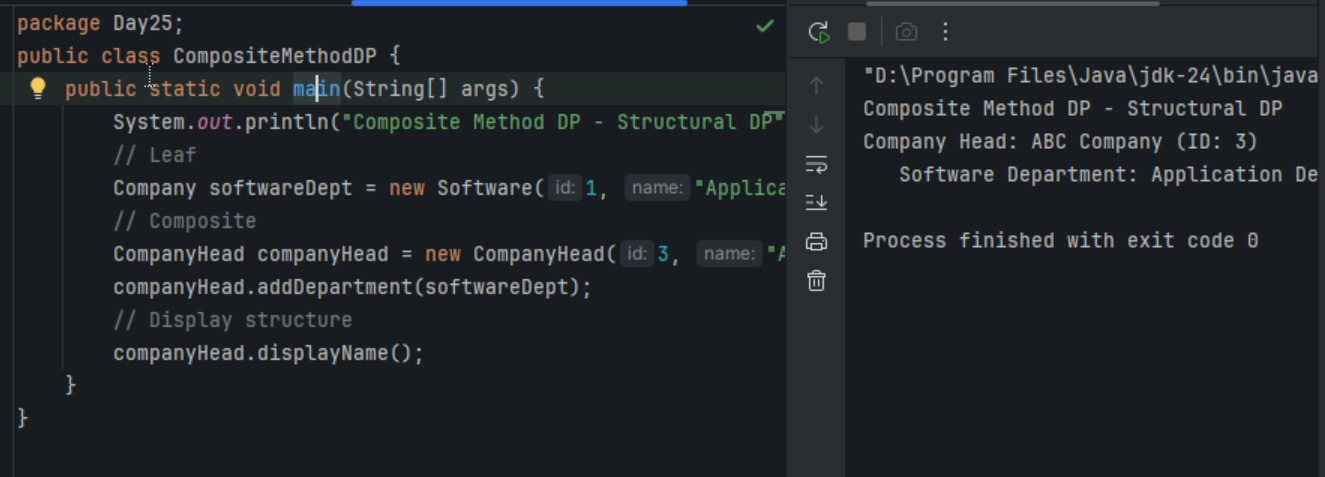 package Day25;
public class CompositeMethodDP {
public static void main(String[] args) {
System.out.println("Composite Method DP - Structural DP"
// Leaf
Company softwareDept = new Software( id: 1, name: "Applica
// Composite
CompanyHead companyHead = new CompanyHead( id: 3, name: "A
companyHead.addDepartment(softwareDept);
// Display structure
companyHead.displayName();
}
}
"D:\Program Files\Java\jdk-24\bin\java
Composite Method DP - Structural DP
Company Head: ABC Company (ID: 3)
Software Department: Application De
Process finished with exit code 0